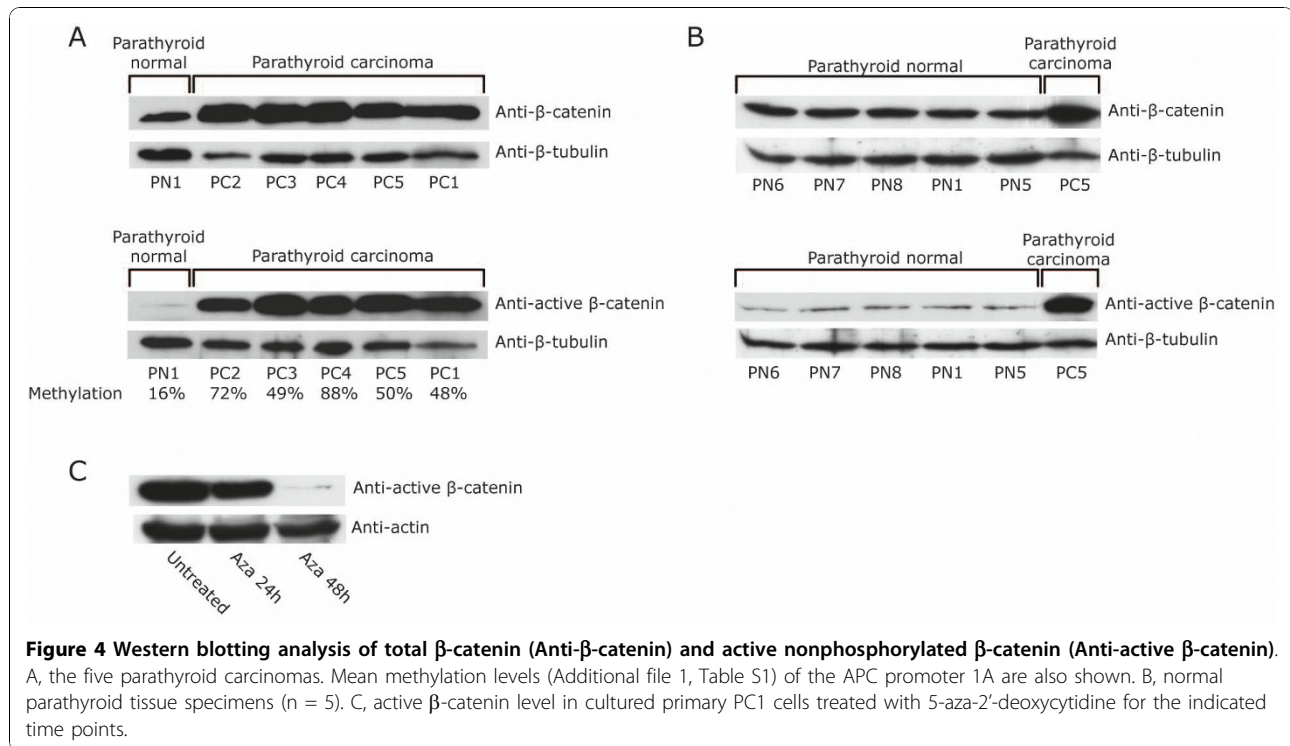 A
Parathyroid
normal
Parathyroid carcinoma
Anti-β-catenin
Anti-β-tubulin
PN1 PC2 PC3 PC4 PC5 PC1
Parathyroid
normal
Parathyroid carcinoma
Anti-active β-catenin
Anti-β-tubulin
PN1 PC2 PC3 PC4 PC5 PC1
Methylation 16% 72% 49% 88% 50% 48%
B
Parathyroid normal
Parathyroid
carcinoma
Anti-β-catenin
Anti-β-tubulin
PN6 PN7 PN8 PN1 PN5 PC5
Parathyroid normal
Parathyroid
carcinoma
Anti-active β-catenin
Anti-β-tubulin
PN6 PN7 PN8 PN1 PN5 PC5
C
Anti-active β-catenin
Anti-actin
Untreated
Aza 24h
Aza 48h
Figure 4 Western blotting analysis of total β-catenin (Anti-β-catenin) and active nonphosphorylated β-catenin (Anti-active β-catenin).
A, the five parathyroid carcinomas. Mean methylation levels (Additional file 1, Table S1) of the APC promoter 1A are also shown. B, normal
parathyroid tissue specimens (n = 5). C, active β-catenin level in cultured primary PC1 cells treated with 5-aza-2'-deoxycytidine for the indicated
time points.